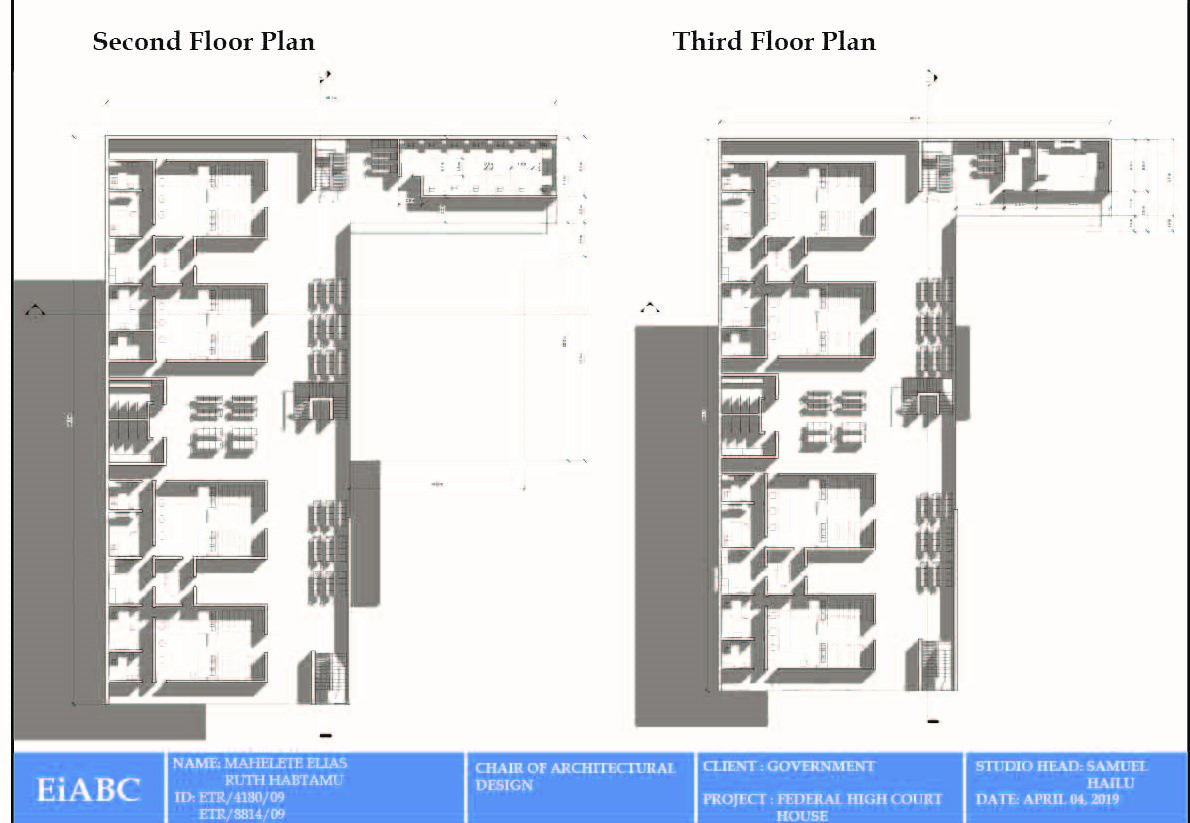 Second Floor Plan
Third Floor Plan
EiABC
NAME: MAHELETE ELIAS
RUTH HABTAMU
ID: ETR/4180/09
ETR/8814/09
CHAIR OF ARCHITECTURAL
DESIGN
CLIENT : GOVERNMENT
PROJECT : FEDERAL HIGH COURT
HOUSE
STUDIO HEAD: SAMUEL
HAILU
DATE: APRIL 04, 2019